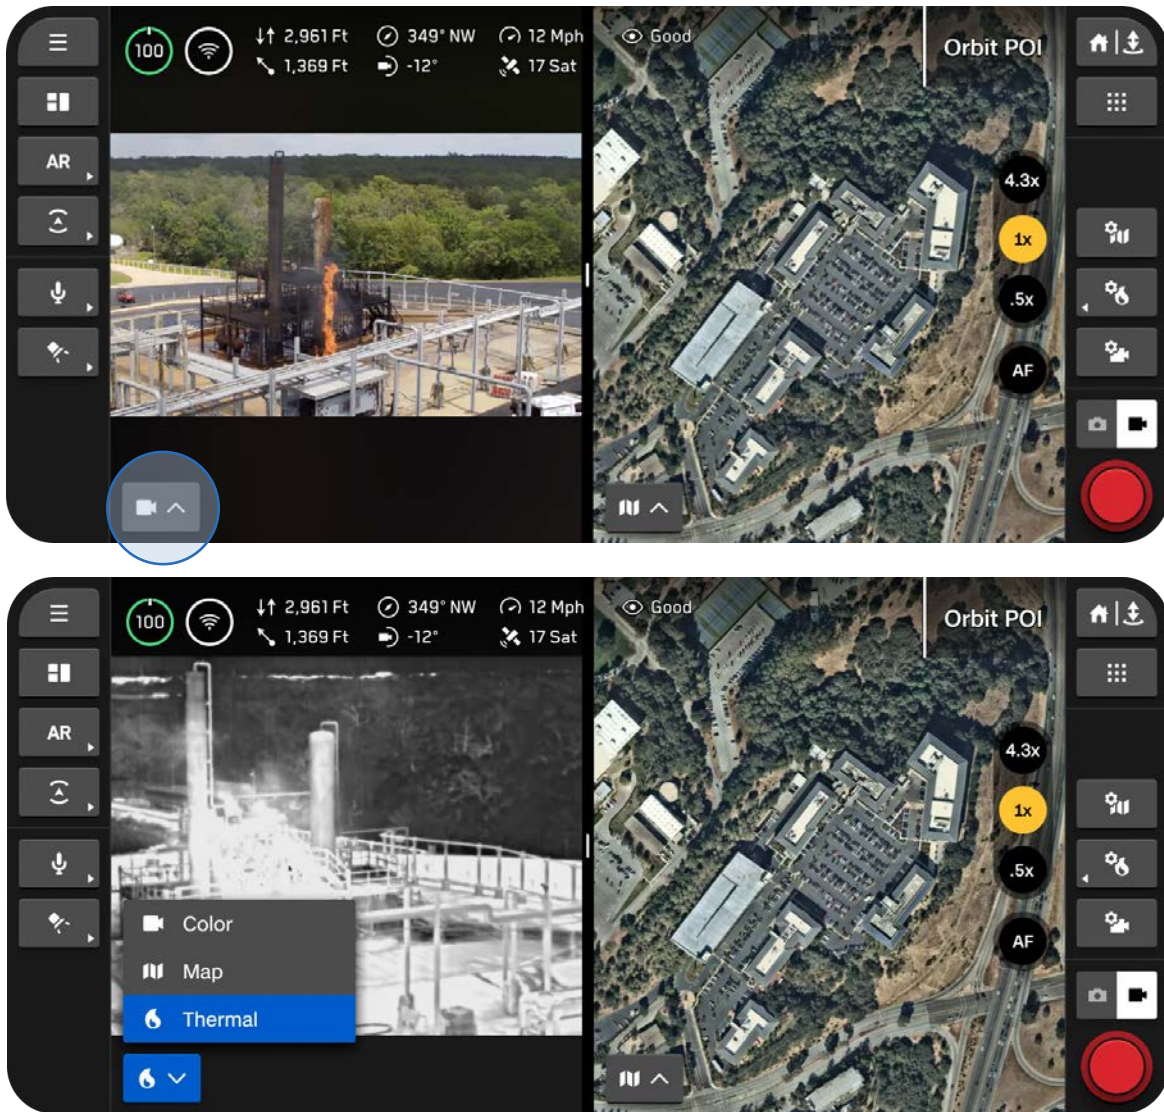 100 ↓↑ 2,961 Ft 349° NW 12 Mph Good
1,369 Ft -12° 17 Sat
Orbit POI
AR
4.3x
1x
.5x
AF
100 ↓↑ 2,961 Ft 349° NW 12 Mph Good
1,369 Ft -12° 17 Sat
Orbit POI
AR
4.3x
1x
.5x
AF
Color
Map
Thermal